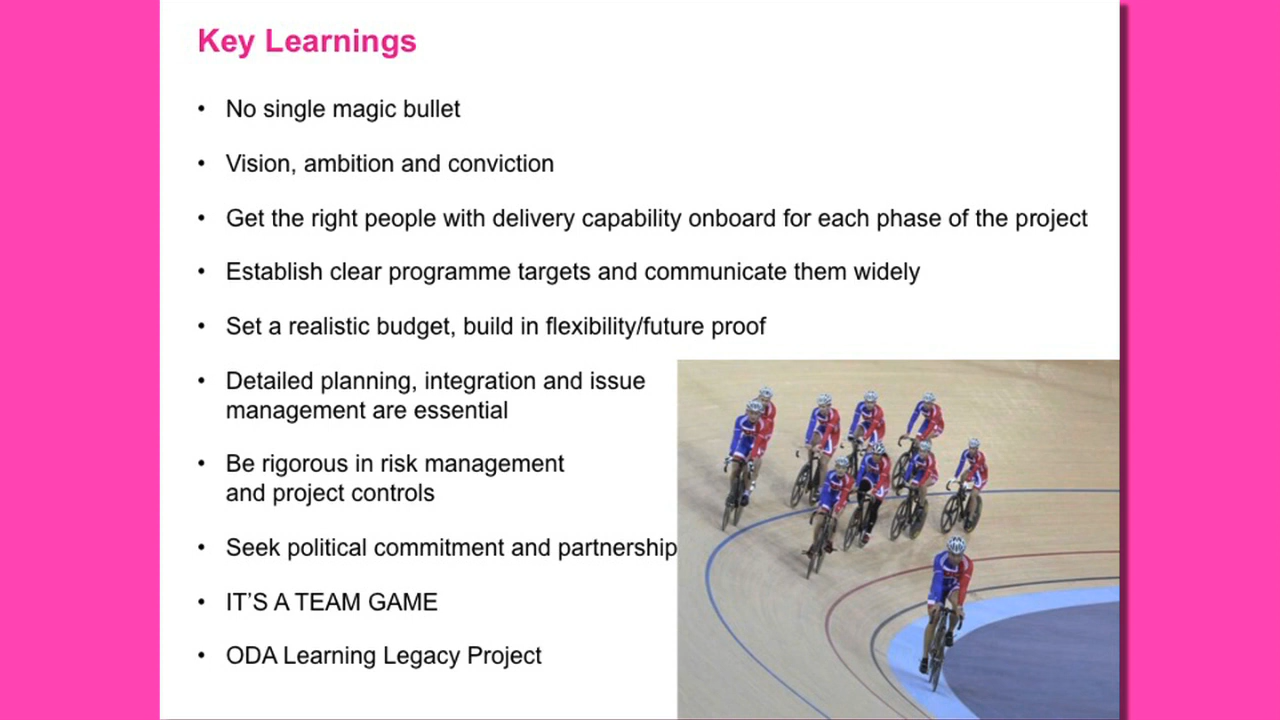 Key Learnings
• No single magic bullet
• Vision, ambition and conviction
• Get the right people with delivery capability onboard for each phase of the project
• Establish clear programme targets and communicate them widely
• Set a realistic budget, build in flexibility/future proof
• Detailed planning, integration and issue
management are essential
• Be rigorous in risk management
and project controls
• Seek political commitment and partnership
• IT’S A TEAM GAME
• ODA Learning Legacy Project